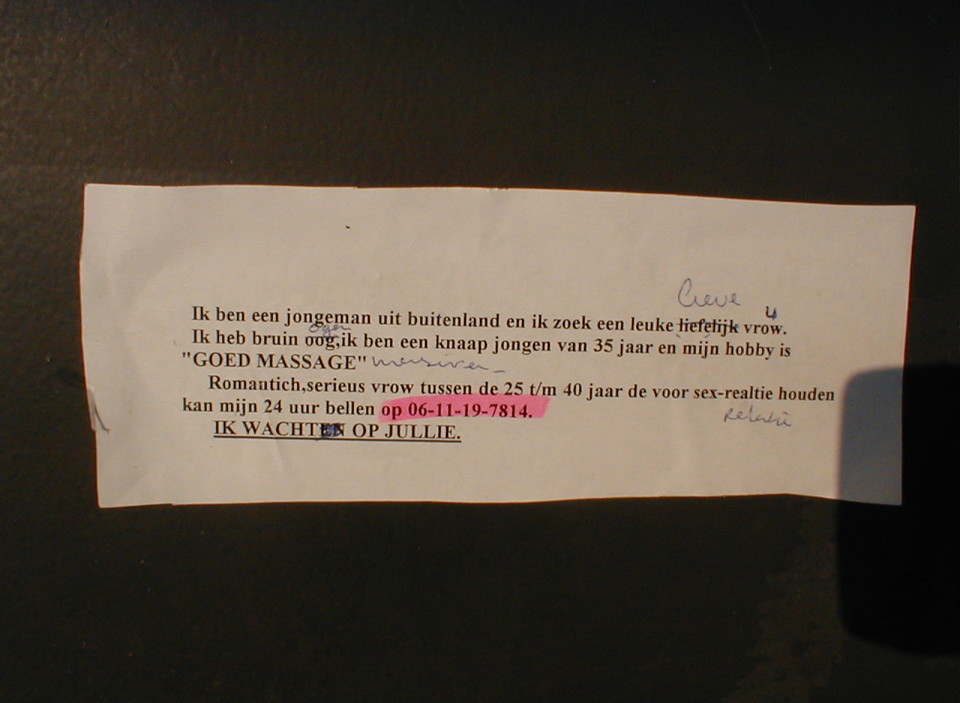 Lieve
Ik ben een jongeman uit buitenland en ik zoek een leuke liefelijk vrow.
u
ogen
Ik heb bruin oog,ik ben een knaap jongen van 35 jaar en mijn hobby is
"GOED MASSAGE"
Romantich,serieus vrow tussen de 25 t/m 40 jaar de voor sex-realtie houden
kan mijn 24 uur bellen op 06-11-19-7814.
relatie
IK WACHTEN OP JULLIE.